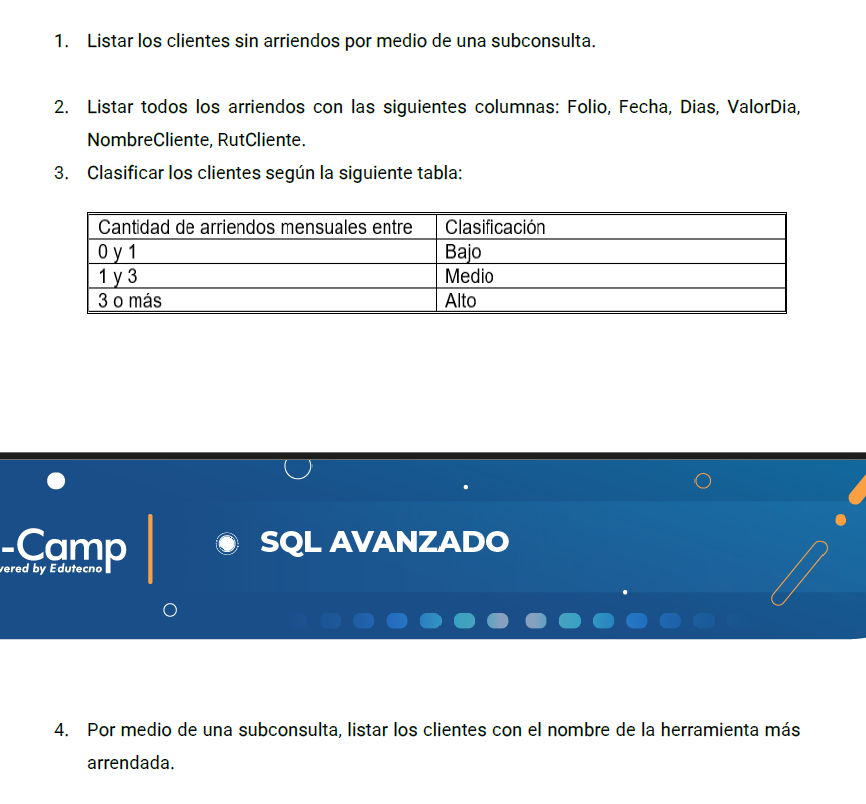 1. Listar los clientes sin arriendos por medio de una subconsulta.
2. Listar todos los arriendos con las siguientes columnas: Folio, Fecha, Dias, ValorDia,
NombreCliente, RutCliente.
3. Clasificar los clientes según la siguiente tabla:
Cantidad de arriendos mensuales entre Clasificación
0 y 1 Bajo
1 y 3 Medio
3 o más Alto
-Camp
vered by Edutecno
SQL AVANZADO
4. Por medio de una subconsulta, listar los clientes con el nombre de la herramienta más
arrendada.